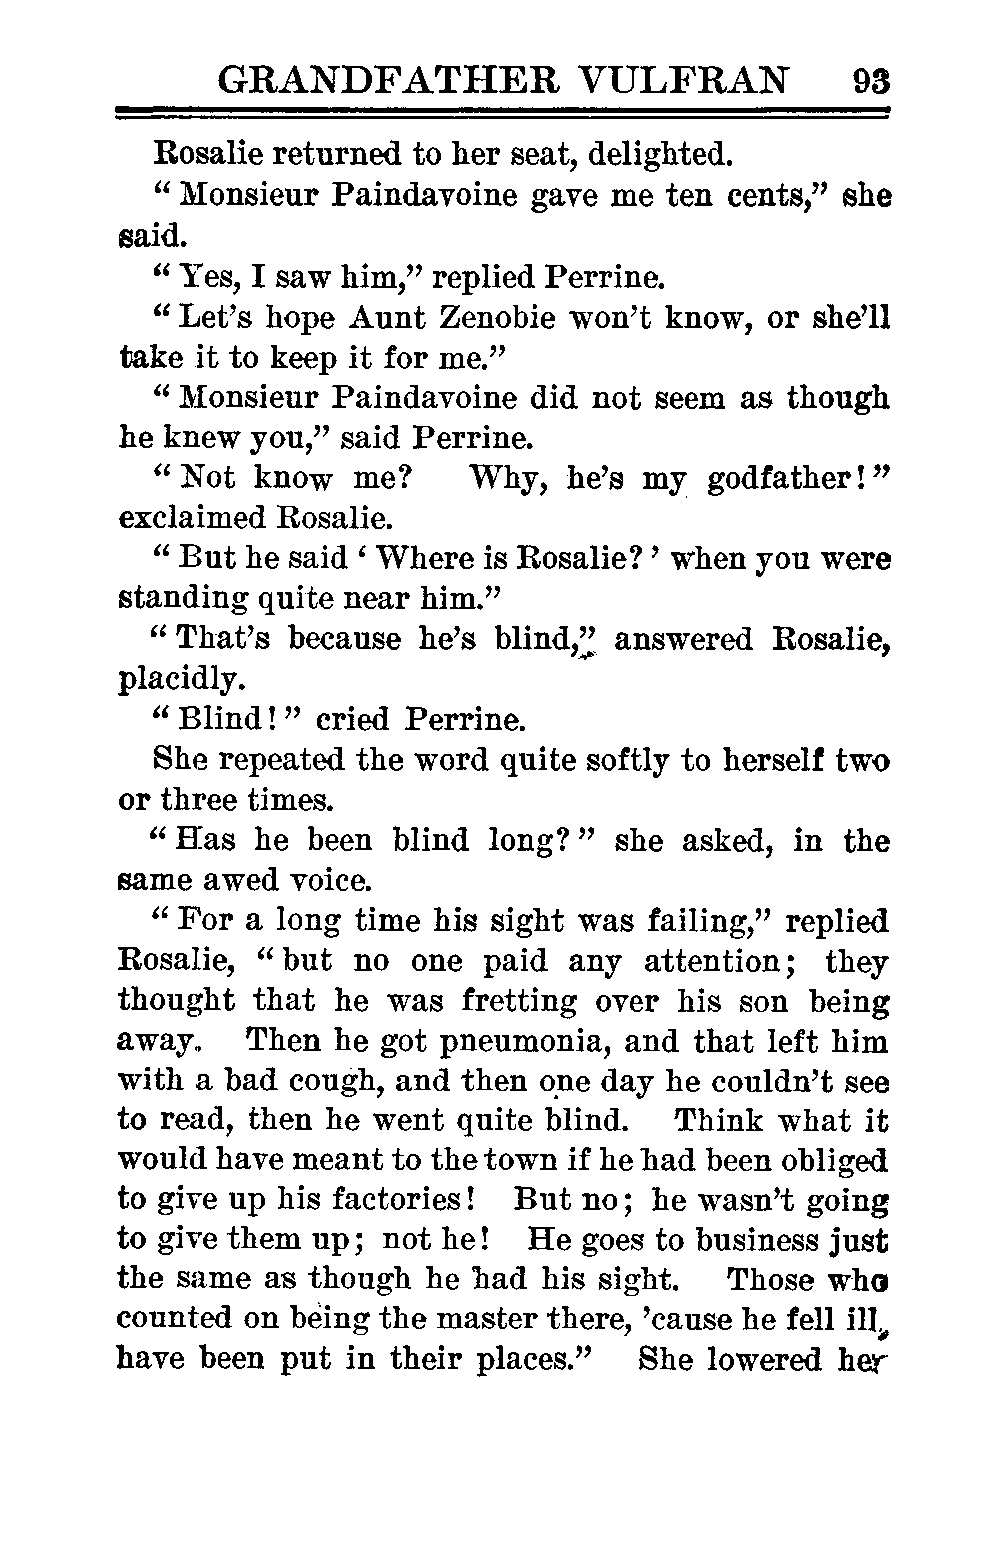 GRANDFATHER VULFRAN 93
Rosalie returned to her seat, delighted.
“ Monsieur Paindavoine gave me ten cents,” she
said.
“ Yes, I saw him,” replied Perrine.
“ Let’s hope Aunt Zenobie won’t know, or she’ll
take it to keep it for me.”
“ Monsieur Paindavoine did not seem as though
he knew you,” said Perrine.
“ Not know me? Why, he’s my godfather! ”
exclaimed Rosalie.
“ But he said ‘ Where is Rosalie? ’ when you were
standing quite near him.”
“ That’s because he’s blind,” answered Rosalie,
placidly.
“ Blind! ” cried Perrine.
She repeated the word quite softly to herself two
or three times.
“ Has he been blind long? ” she asked, in the
same awed voice.
“ For a long time his sight was failing,” replied
Rosalie, “ but no one paid any attention; they
thought that he was fretting over his son being
away. Then he got pneumonia, and that left him
with a bad cough, and then one day he couldn’t see
to read, then he went quite blind. Think what it
would have meant to the town if he had been obliged
to give up his factories! But no; he wasn’t going
to give them up; not he! He goes to business just
the same as though he had his sight. Those who
counted on being the master there, ’cause he fell ill,
have been put in their places.” She lowered her